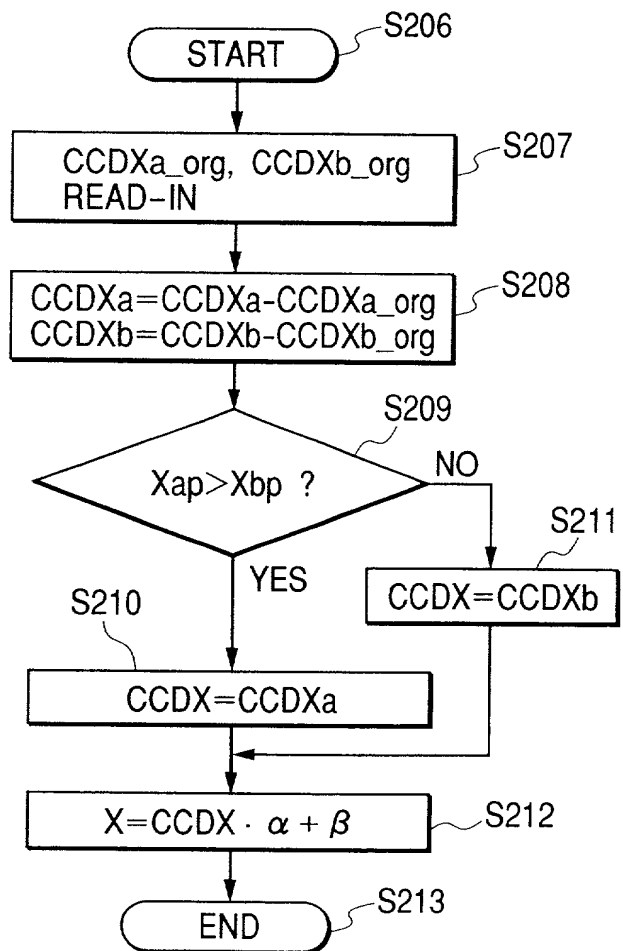 S206
START
S207
CCDXa_org, CCDXb_org
READ-IN
S208
CCDXa=CCDXa-CCDXa_org
CCDXb=CCDXb-CCDXb_org
S209
Xap>Xbp ?
NO
YES
S211
CCDX=CCDXb
S210
CCDX=CCDXa
X=CCDX · α + β
S212
S213
END